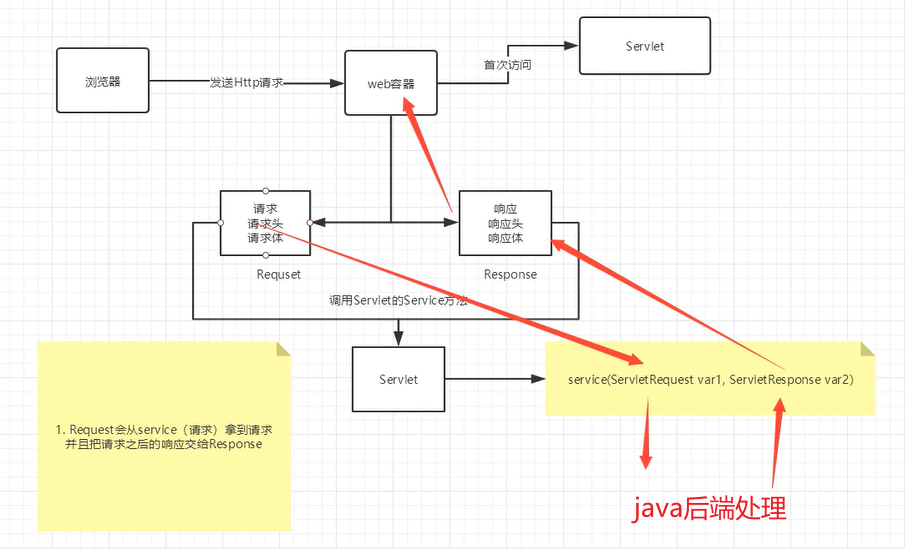 浏览器
发送Http请求
web容器
首次访问
Servlet
请求
请求头
请求体
Requset
响应
响应头
响应体
Response
调用Servlet的Service方法
Servlet
service(ServletRequest var1, ServletResponse var2)
1. Request会从service（请求）拿到请求
并且把请求之后的响应交给Response
java后端处理